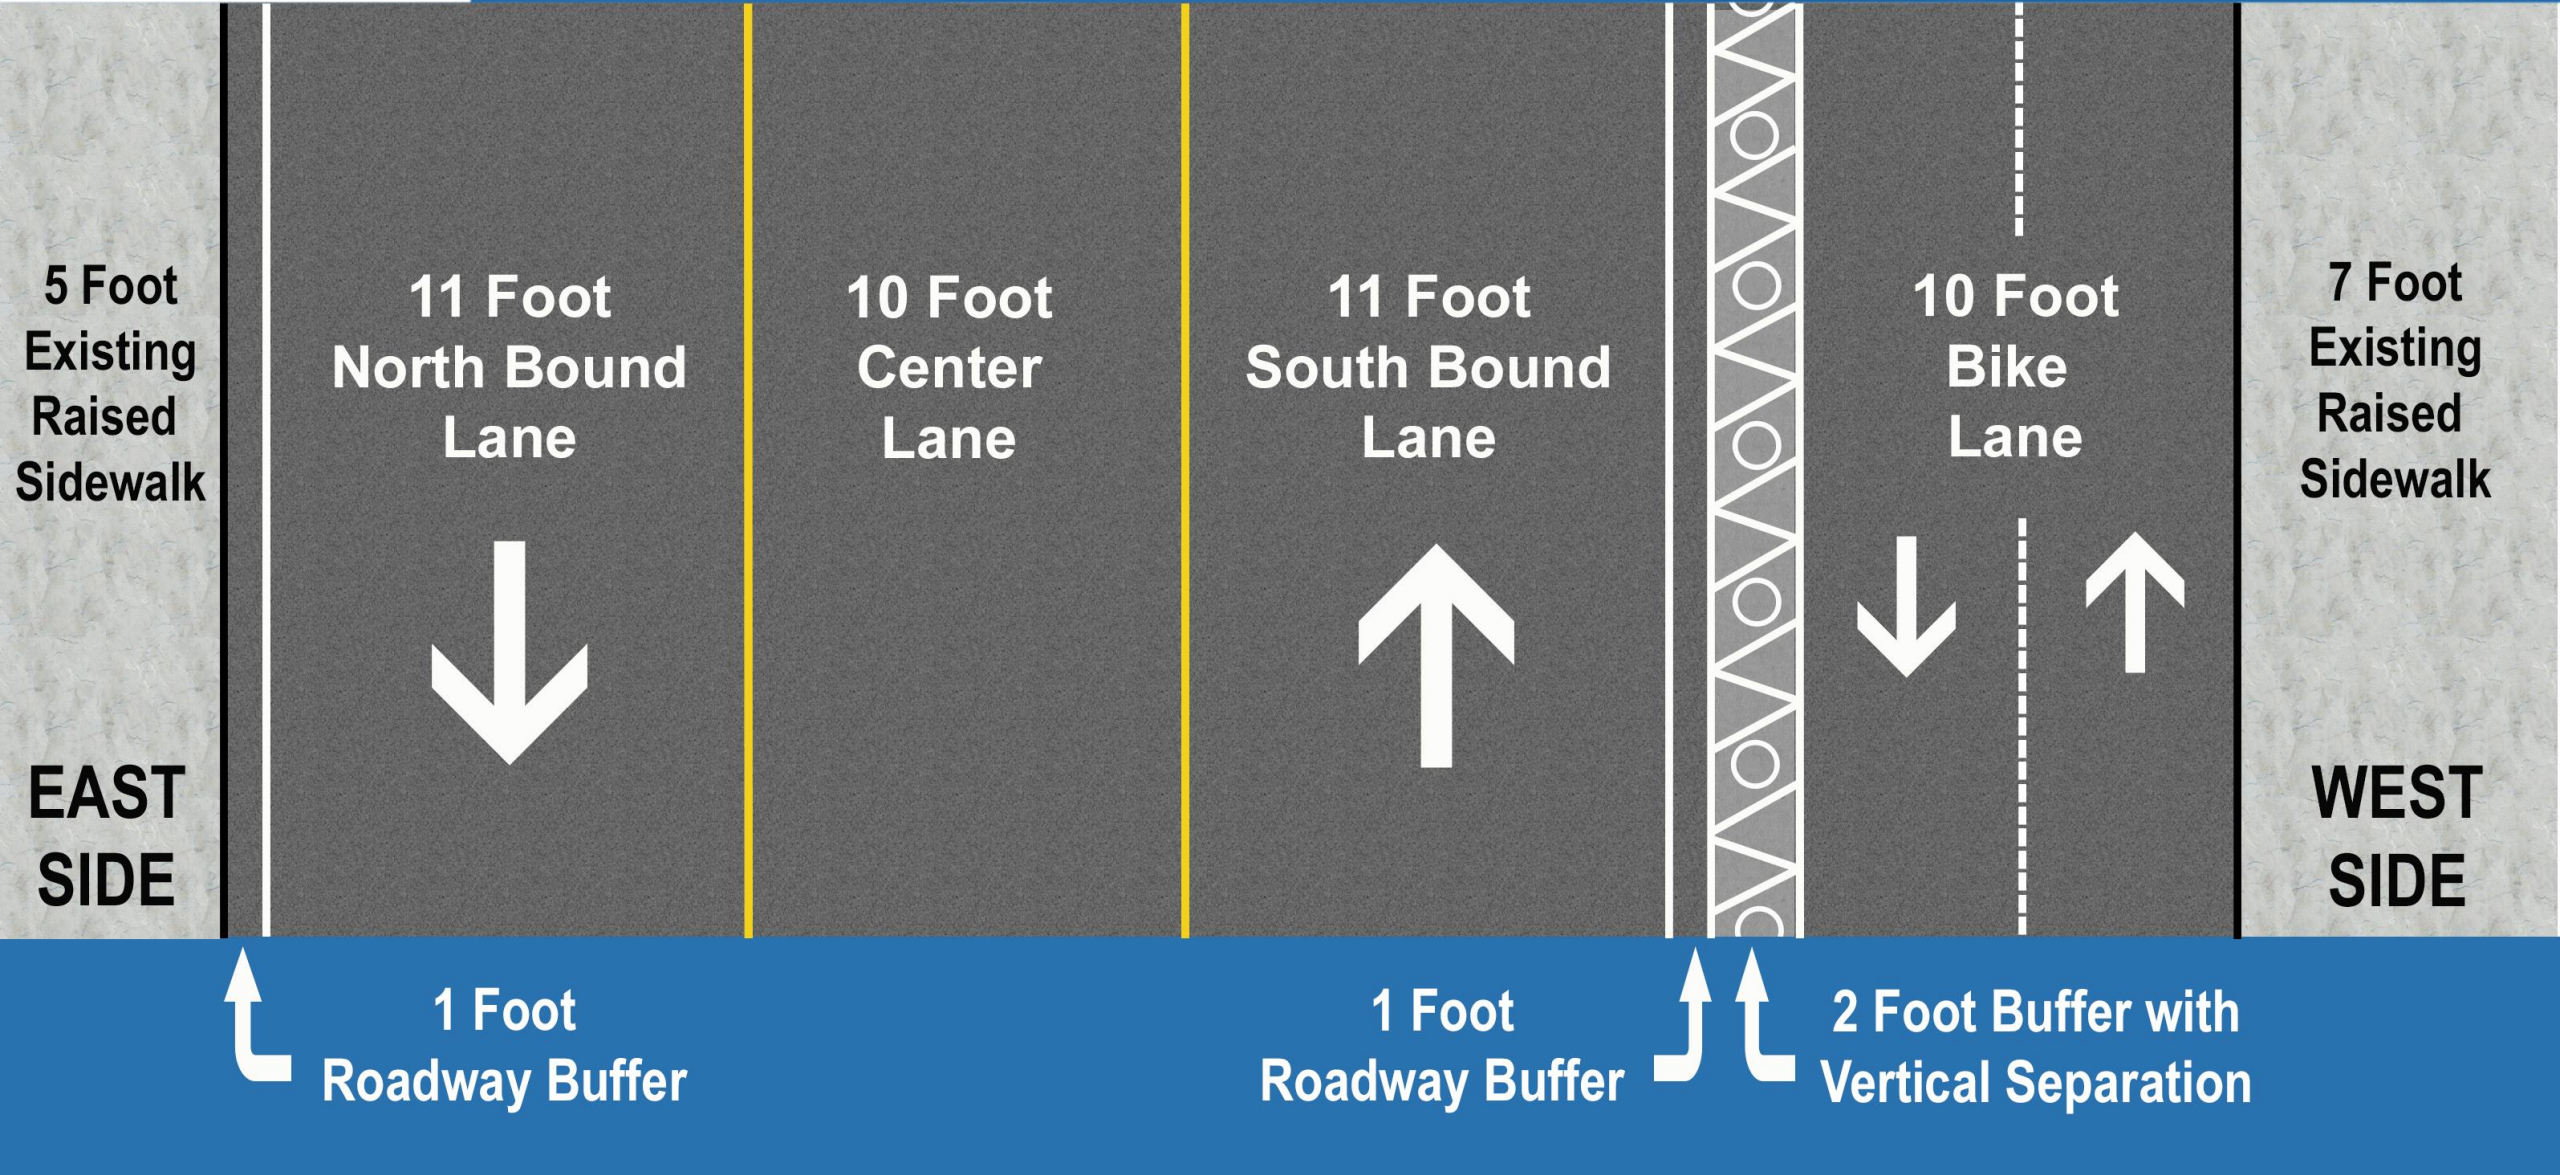 5 Foot
Existing
Raised
Sidewalk
EAST
SIDE
11 Foot
North Bound
Lane
10 Foot
Center
Lane
11 Foot
South Bound
Lane
10 Foot
Bike
Lane
7 Foot
Existing
Raised
Sidewalk
WEST
SIDE
1 Foot
Roadway Buffer
1 Foot
Roadway Buffer
2 Foot Buffer with
Vertical Separation